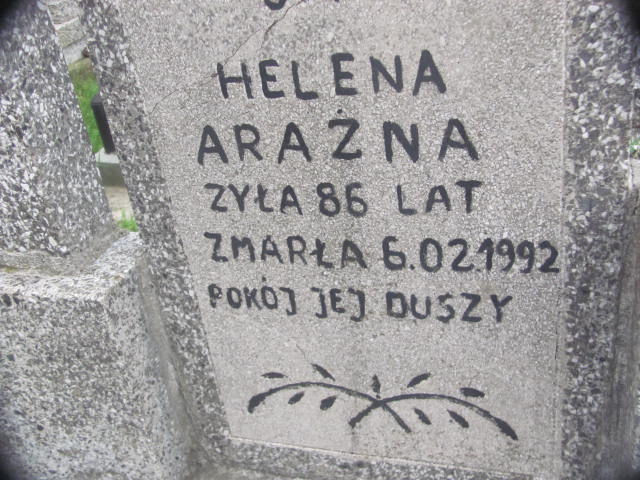 HELENA
ARAŻNA
ŻYŁA 86 LAT
ZMARŁA 6.02.1992
POKÓJ JEJ DUSZY